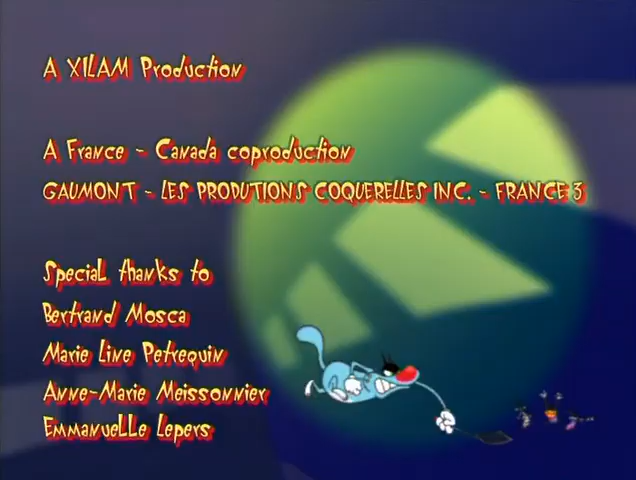 A XILAM Production
A France - Canada coproduction
GAUMONT - LES PRODUTIONS COQUERELLES INC. - FRANCE 3
Special thanks to
Bertrand Mosca
Marie Line Petrequin
Anne-Marie Meissonnier
Emmanuelle Lepers